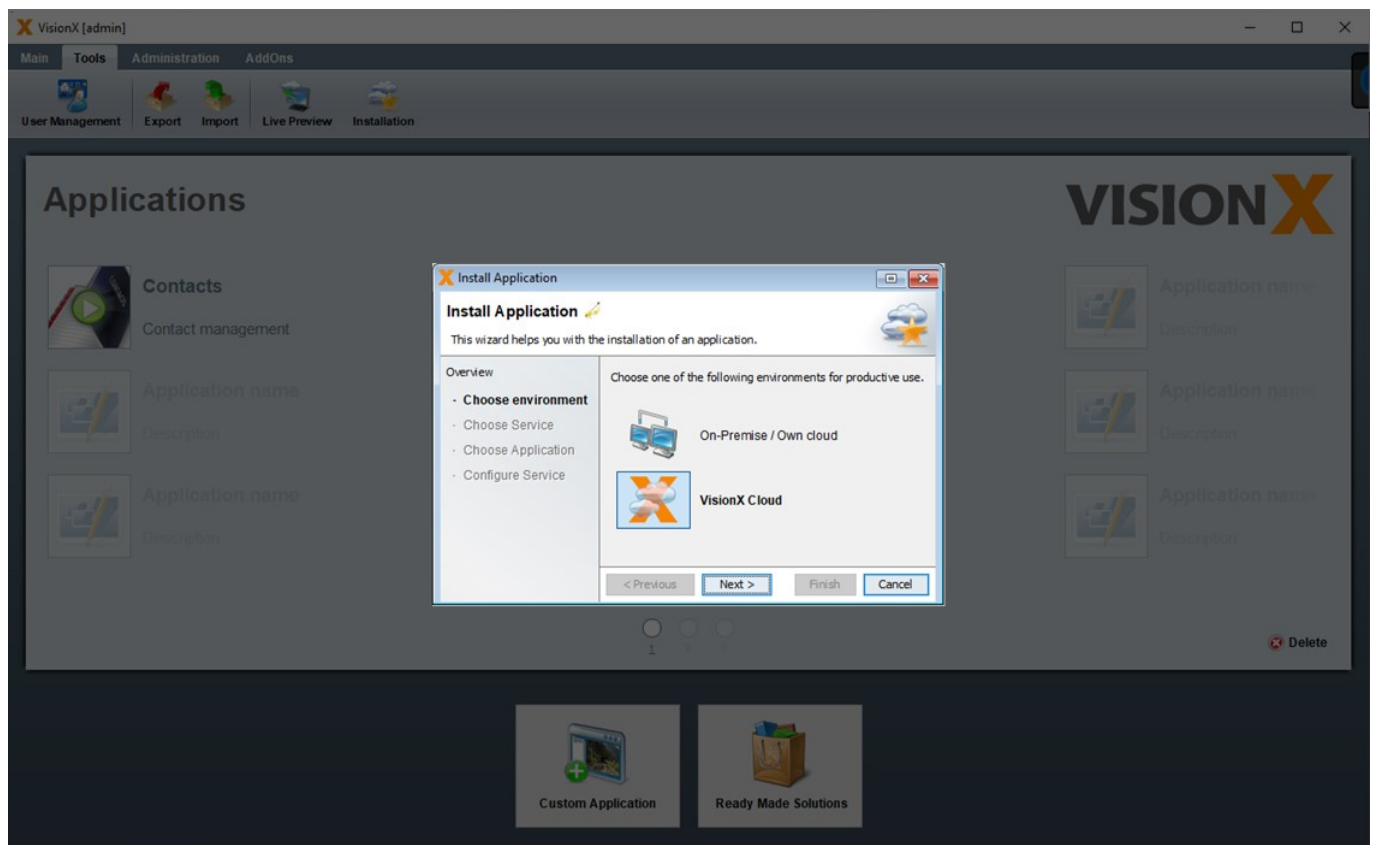 VisionX [admin]
Main Tools Administration AddOns
User Management Export Import Live Preview Installation
Applications
VISIONX
Contacts
Contact management
Application name
Description
Application name
Description
Application name
Description
Application name
Description
Application name
Description
Install Application
Install Application
This wizard helps you with the installation of an application.
Overview
· Choose environment
· Choose Service
· Choose Application
· Configure Service
Choose one of the following environments for productive use.
On-Premise / Own cloud
VisionX Cloud
< Previous Next > Finish Cancel
1
Delete
Custom Application
Ready Made Solutions